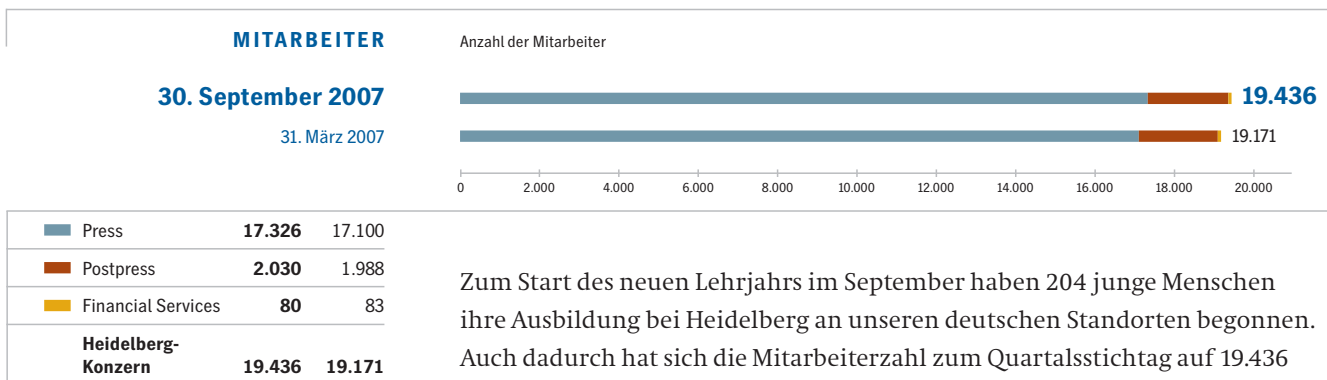 MITARBEITER
Anzahl der Mitarbeiter
30. September 2007
19.436
31. März 2007
19.171
0 2.000 4.000 6.000 8.000 10.000 12.000 14.000 16.000 18.000 20.000
Press 17.326 17.100
Postpress 2.030 1.988
Financial Services 80 83
Heidelberg-
Konzern 19.436 19.171
Zum Start des neuen Lehrjahrs im September haben 204 junge Menschen
ihre Ausbildung bei Heidelberg an unseren deutschen Standorten begonnen.
Auch dadurch hat sich die Mitarbeiterzahl zum Quartalsstichtag auf 19.436